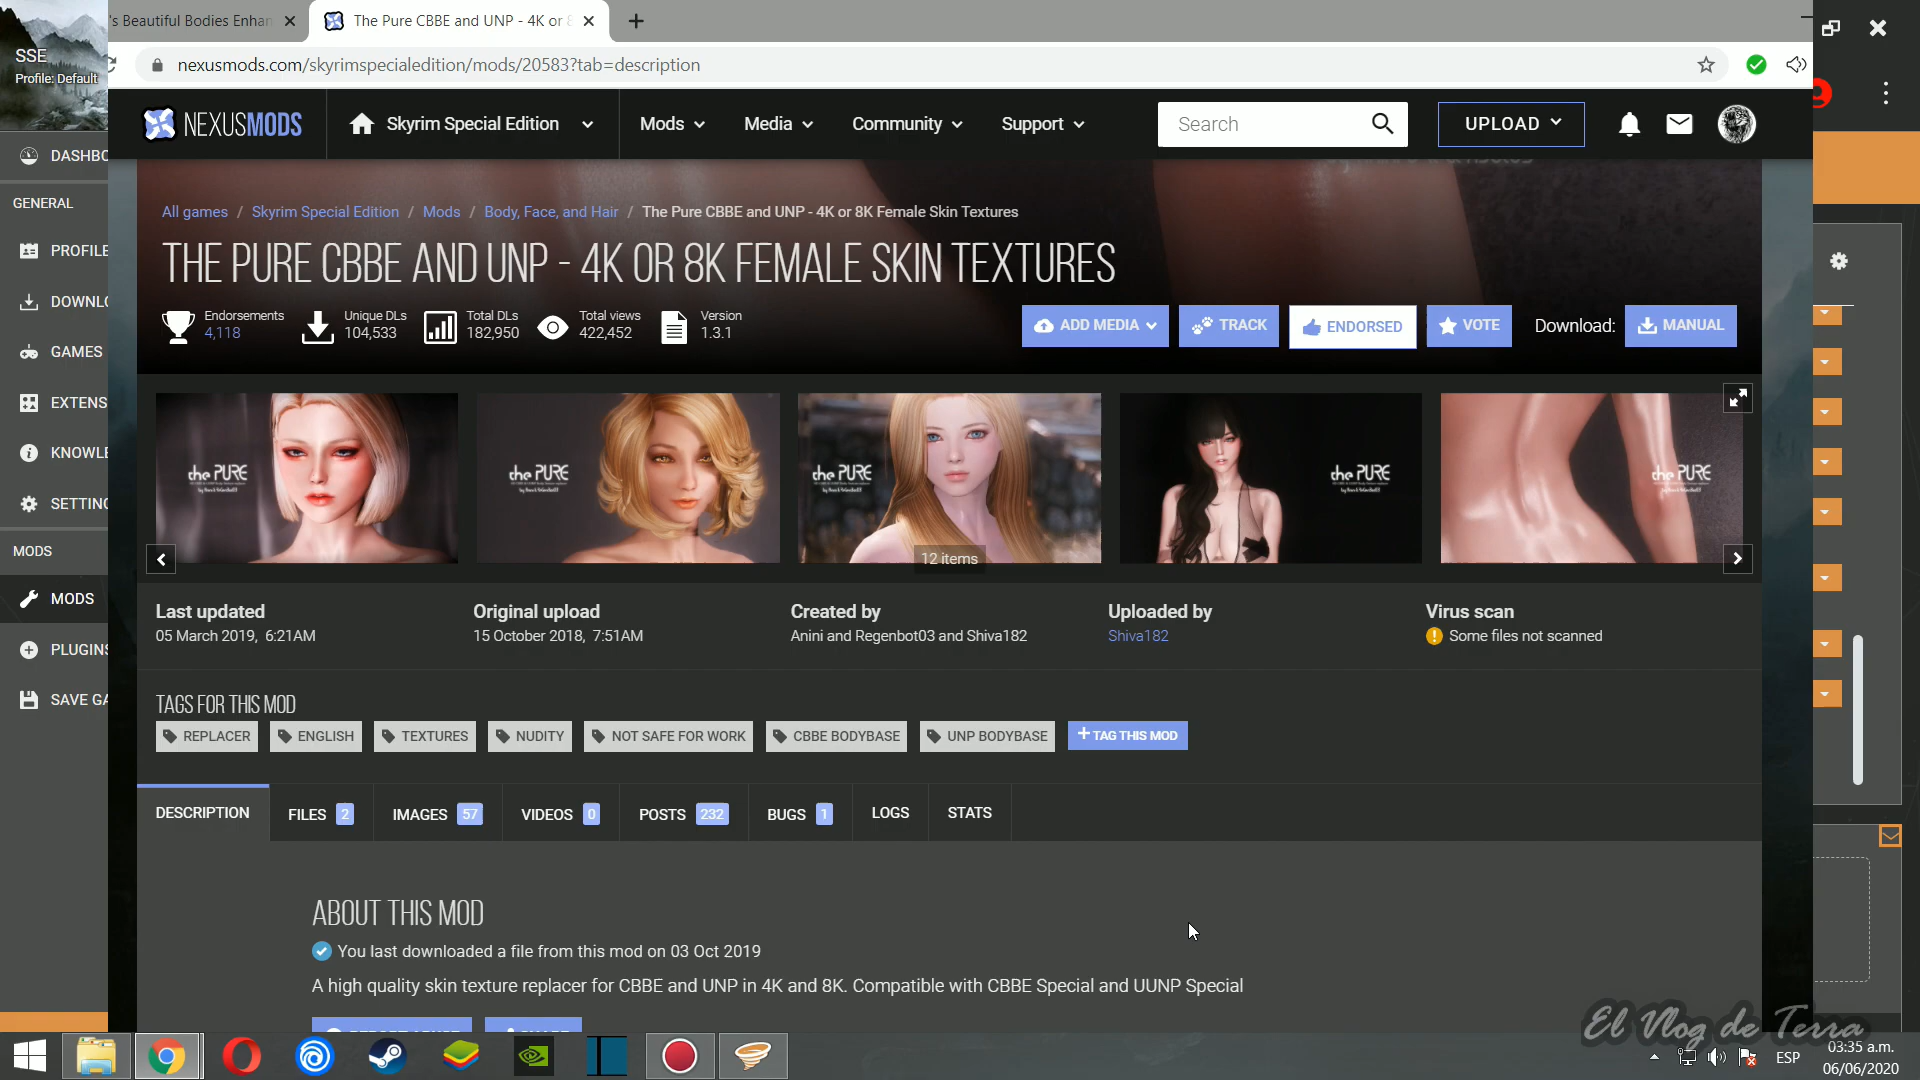 's Beautiful Bodies Enhan
The Pure CBBE and UNP - 4K or 8
SSE
Profile: Default
nexusmods.com/skyrimspecialedition/mods/20583?tab=description
NEXUSMODS
Skyrim Special Edition
Mods
Media
Community
Support
Search
UPLOAD
DASHBO
GENERAL
PROFILE
DOWNLO
GAMES
EXTENS
KNOWLE
SETTING
MODS
MODS
PLUGINS
SAVE GA
All games / Skyrim Special Edition / Mods / Body, Face, and Hair / The Pure CBBE and UNP - 4K or 8K Female Skin Textures
THE PURE CBBE AND UNP - 4K OR 8K FEMALE SKIN TEXTURES
Endorsements
4,118
Unique DLs
104,533
Total DLs
182,950
Total views
422,452
Version
1.3.1
ADD MEDIA
TRACK
ENDORSED
VOTE
Download:
MANUAL
the PURE
the PURE
the PURE
the PURE
the PURE
12 items
Last updated
05 March 2019, 6:21AM
Original upload
15 October 2018, 7:51AM
Created by
Anini and Regenbot03 and Shiva182
Uploaded by
Shiva182
Virus scan
Some files not scanned
TAGS FOR THIS MOD
REPLACER
ENGLISH
TEXTURES
NUDITY
NOT SAFE FOR WORK
CBBE BODYBASE
UNP BODYBASE
+ TAG THIS MOD
DESCRIPTION
FILES 2
IMAGES 57
VIDEOS 0
POSTS 232
BUGS 1
LOGS
STATS
ABOUT THIS MOD
You last downloaded a file from this mod on 03 Oct 2019
A high quality skin texture replacer for CBBE and UNP in 4K and 8K. Compatible with CBBE Special and UUNP Special
El Vlog de Terra
ESP
03:35 a.m.
06/06/2020